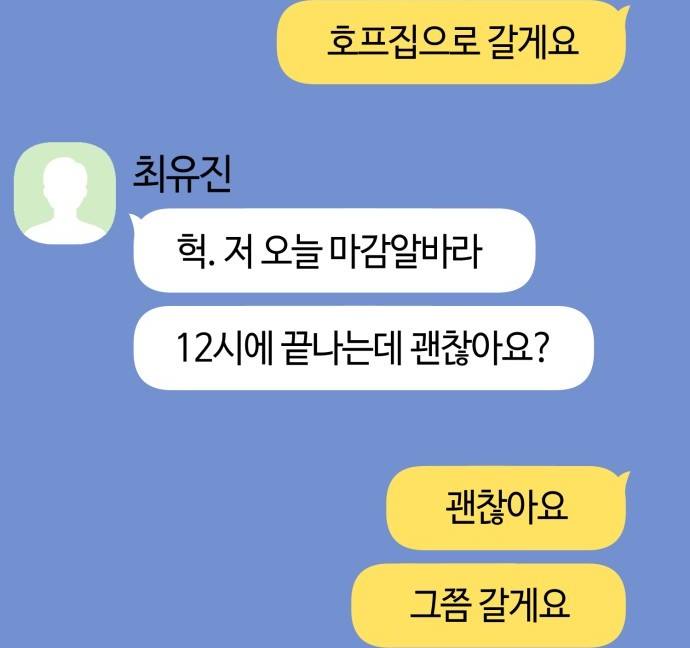 호프집으로 갈게요
최유진
헉. 저 오늘 마감알바라
12시에 끝나는데 괜찮아요?
괜찮아요
그쯤 갈게요